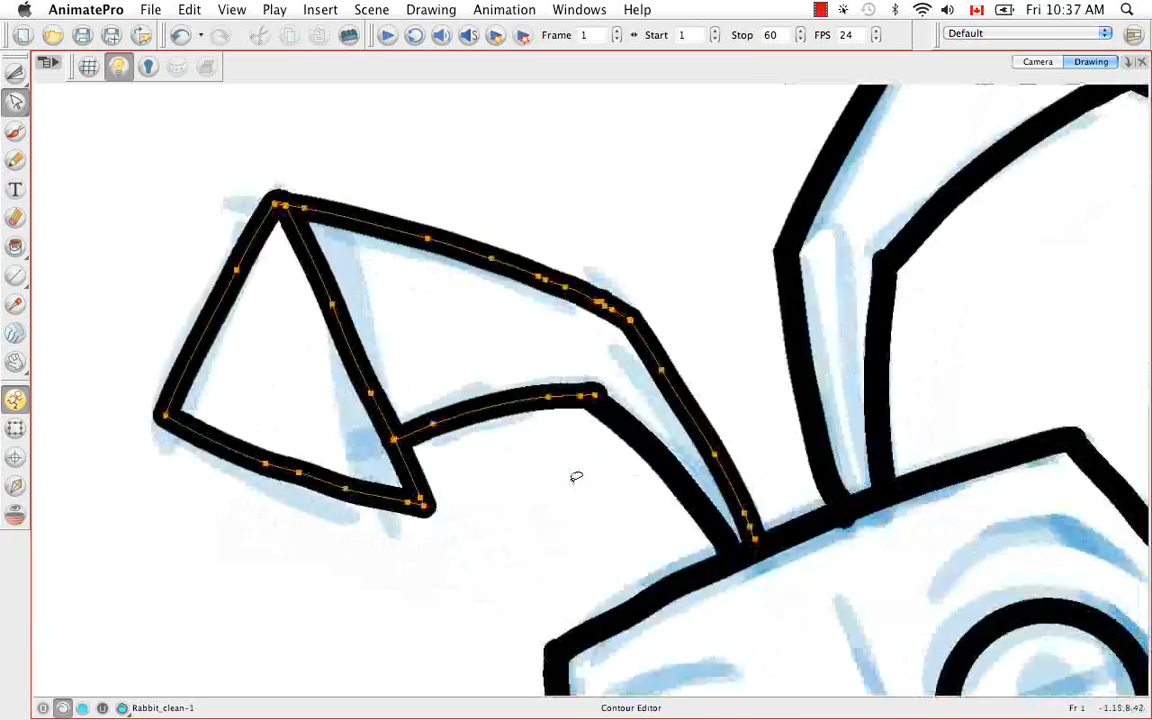 AnimatePro File Edit View Play Insert Scene Drawing Animation Windows Help Fri 10:37 AM
Frame 1 Start 1 Stop 60 FPS 24 Default
Camera Drawing
T
Rabbit_clean-1 Contour Editor Fr 1